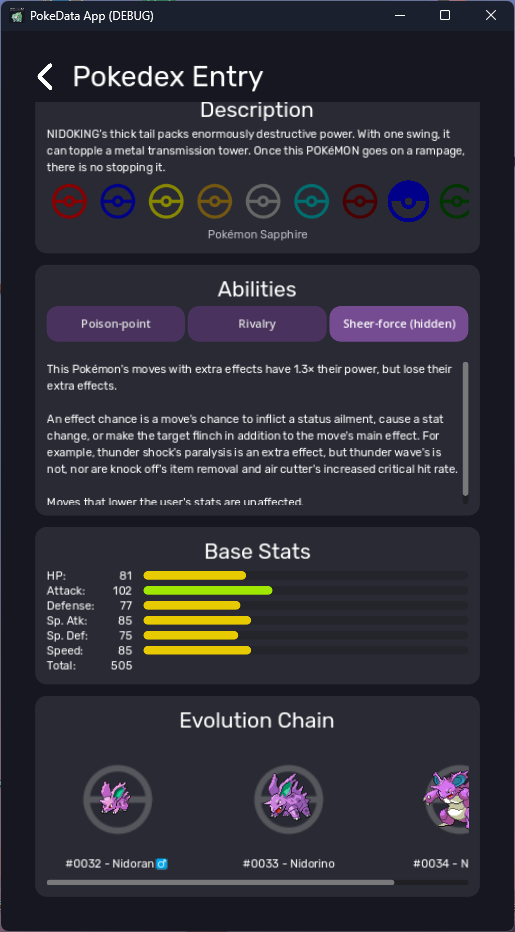 PokeData App (DEBUG)
Pokedex Entry
Description
NIDOKING's thick tail packs enormously destructive power. With one swing, it
can topple a metal transmission tower. Once this POKéMON goes on a rampage,
there is no stopping it.
Pokémon Sapphire
Abilities
Poison-point Rivalry Sheer-force (hidden)
This Pokémon's moves with extra effects have 1.3× their power, but lose their
extra effects.
An effect chance is a move's chance to inflict a status ailment, cause a stat
change, or make the target flinch in addition to the move's main effect. For
example, thunder shock's paralysis is an extra effect, but thunder wave's is
not, nor are knock off's item removal and air cutter's increased critical hit rate.
Moves that lower the user's stats are unaffected.
Base Stats
HP: 81
Attack: 102
Defense: 77
Sp. Atk: 85
Sp. Def: 75
Speed: 85
Total: 505
Evolution Chain
#0032 - Nidoran♂ #0033 - Nidorino #0034 - N